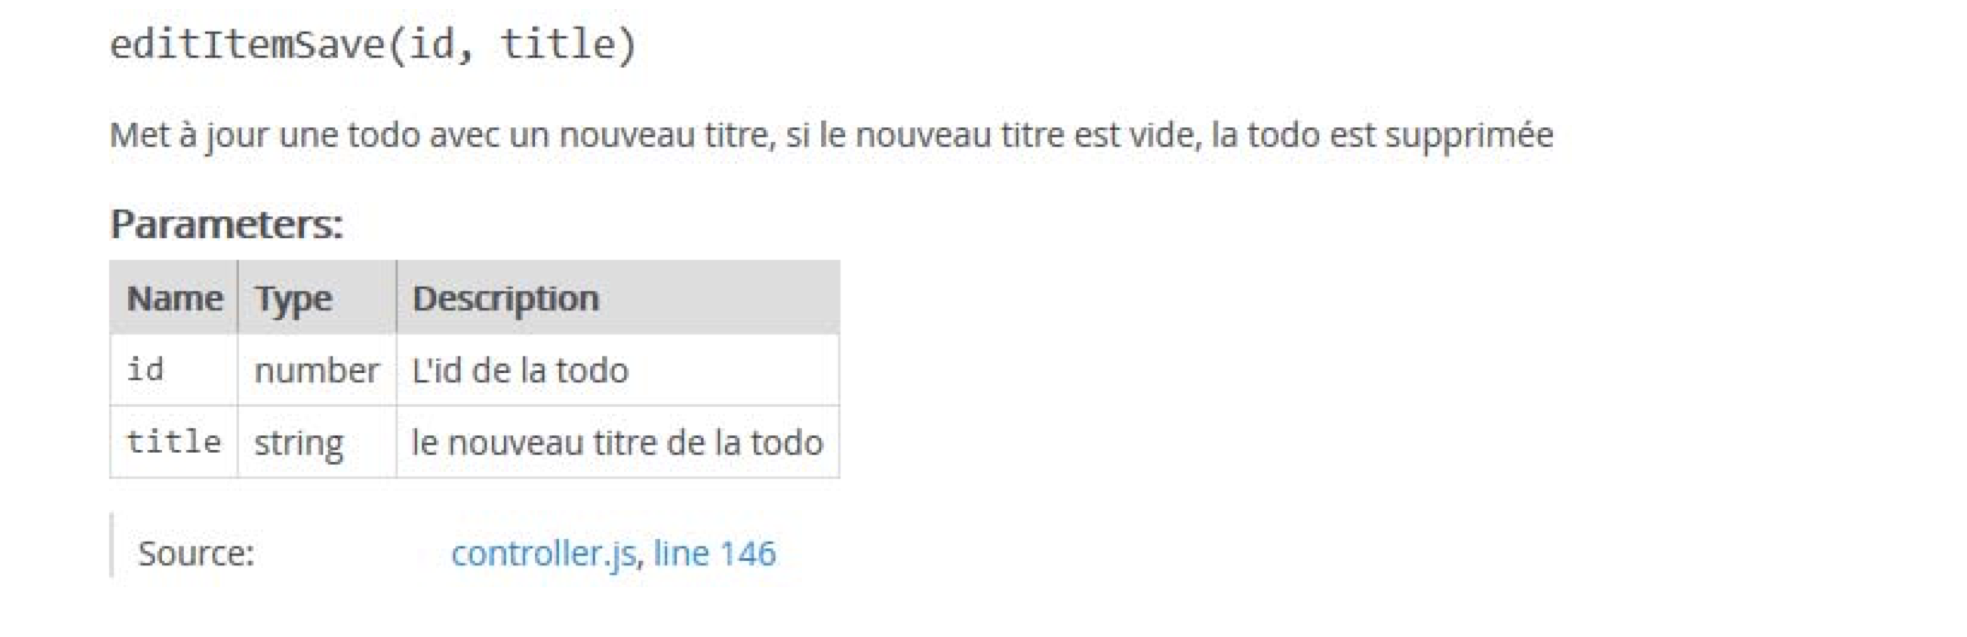 editItemSave(id, title)
Met à jour une todo avec un nouveau titre, si le nouveau titre est vide, la todo est supprimée
Parameters:
Name Type Description
id number L'id de la todo
title string le nouveau titre de la todo
Source: controller.js, line 146